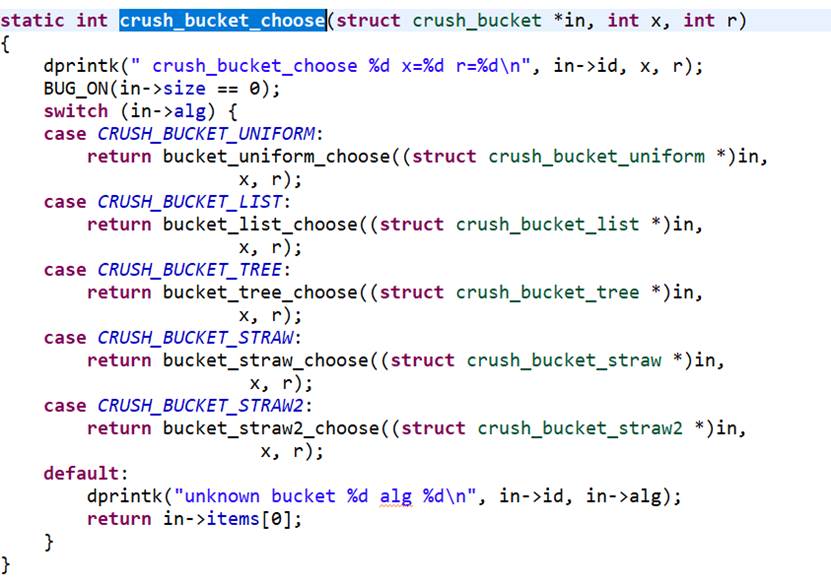 static int crush_bucket_choose(struct crush_bucket *in, int x, int r)
{
    dprintk(" crush_bucket_choose %d x=%d r=%d\n", in->id, x, r);
    BUG_ON(in->size == 0);
    switch (in->alg) {
    case CRUSH_BUCKET_UNIFORM:
        return bucket_uniform_choose((struct crush_bucket_uniform *)in,
                      x, r);
    case CRUSH_BUCKET_LIST:
        return bucket_list_choose((struct crush_bucket_list *)in,
                      x, r);
    case CRUSH_BUCKET_TREE:
        return bucket_tree_choose((struct crush_bucket_tree *)in,
                      x, r);
    case CRUSH_BUCKET_STRAW:
        return bucket_straw_choose((struct crush_bucket_straw *)in,
                       x, r);
    case CRUSH_BUCKET_STRAW2:
        return bucket_straw2_choose((struct crush_bucket_straw2 *)in,
                        x, r);
    default:
        dprintk("unknown bucket %d alg %d\n", in->id, in->alg);
        return in->items[0];
    }
}